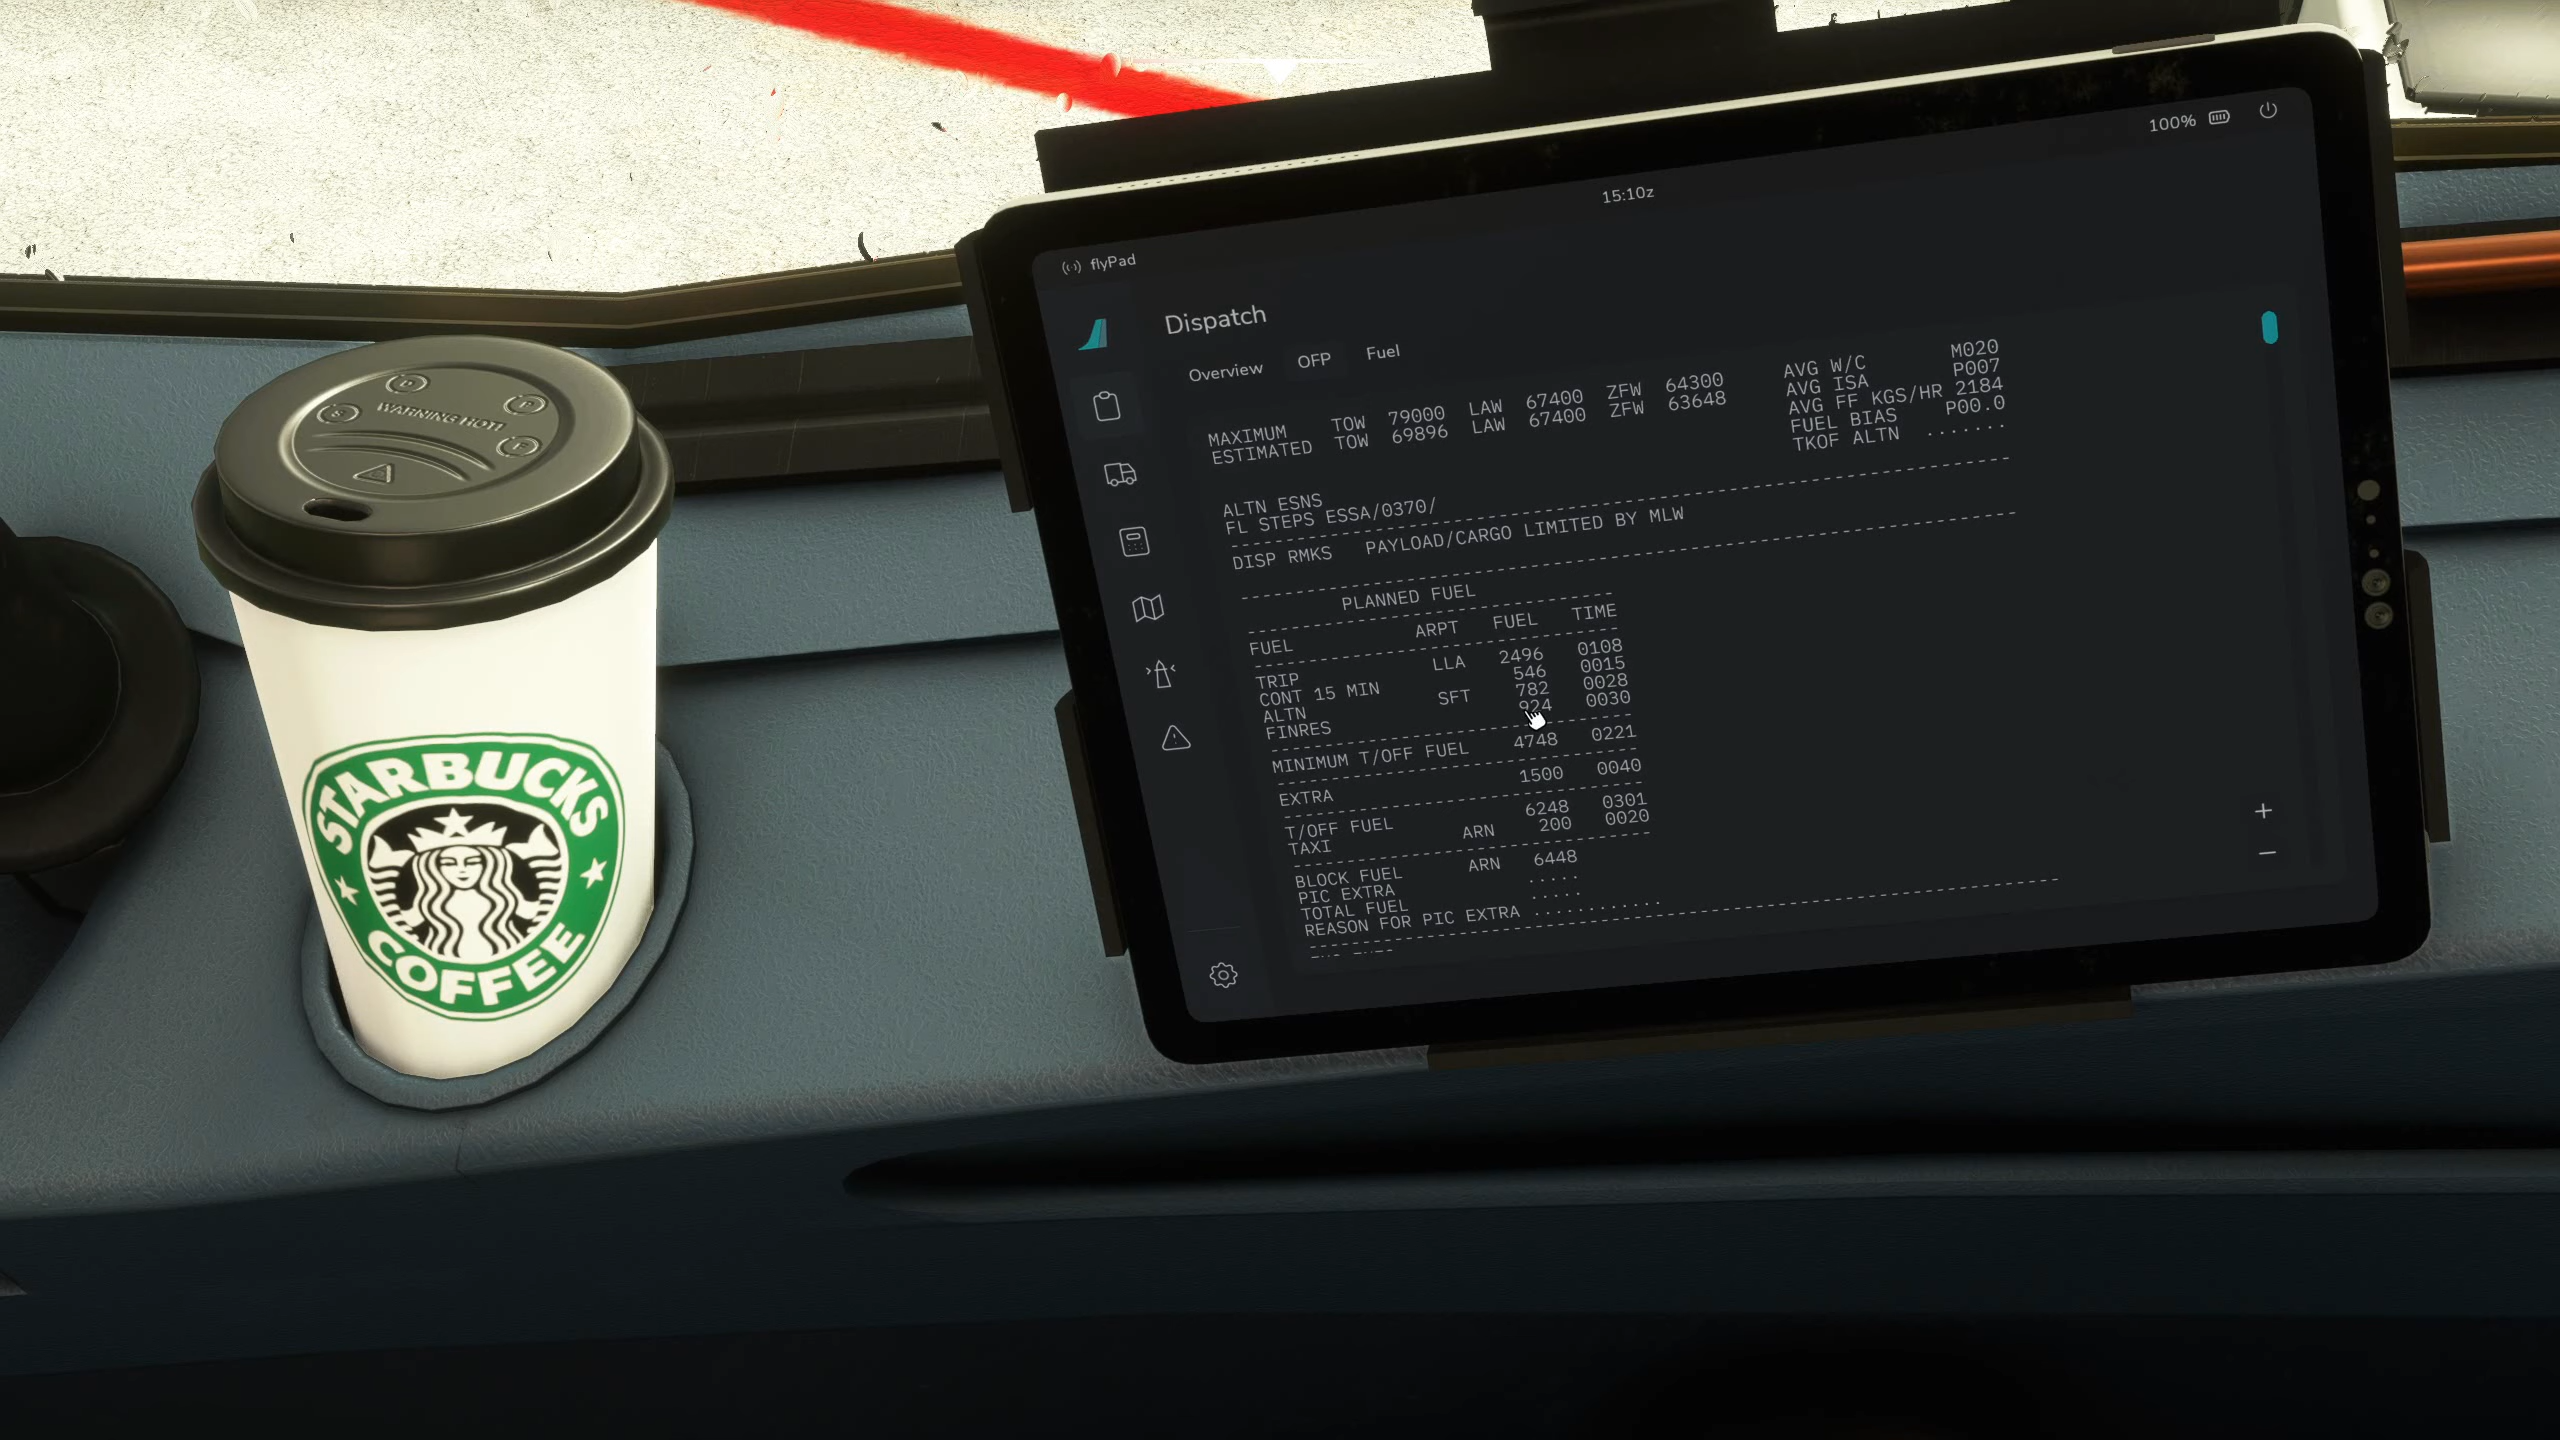 WARNING HOT!
D
P
S
STARBUCKS
COFFEE
100%
15:10z
flyPad
Dispatch
Overview OFP Fuel
MAXIMUM TOW 79000 LAW 67400 ZFW 64300 AVG W/C M020
ESTIMATED TOW 69896 LAW 67400 ZFW 63648 AVG ISA P007
AVG FF KGS/HR 2184
FUEL BIAS P00.0
TKOF ALTN .......
ALTN ESNS
FL STEPS ESSA/0370/
DISP RMKS PAYLOAD/CARGO LIMITED BY MLW
PLANNED FUEL
FUEL ARPT FUEL TIME
TRIP LLA 2496 0108
CONT 15 MIN 546 0015
ALTN SFT 782 0028
FINRES 924 0030
MINIMUM T/OFF FUEL 4748 0221
EXTRA 1500 0040
T/OFF FUEL 6248 0301
TAXI ARN 200 0020
BLOCK FUEL ARN 6448
PIC EXTRA .....
TOTAL FUEL .....
REASON FOR PIC EXTRA ............